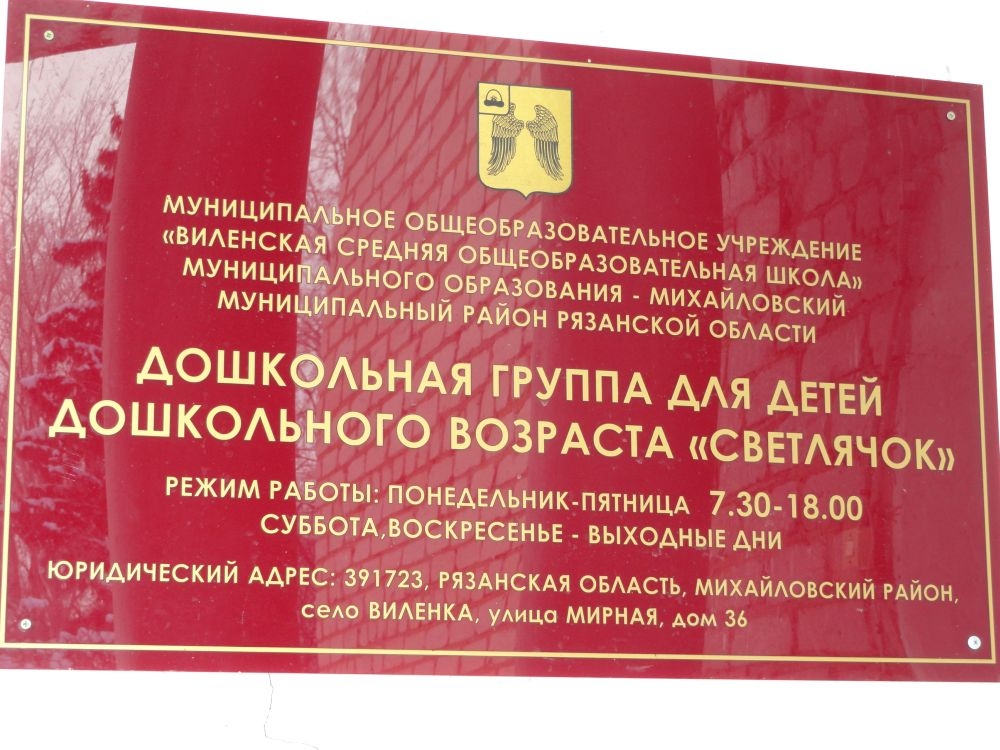 МУНИЦИПАЛЬНОЕ ОБЩЕОБРАЗОВАТЕЛЬНОЕ УЧРЕЖДЕНИЕ
«ВИЛЕНСКАЯ СРЕДНЯЯ ОБЩЕОБРАЗОВАТЕЛЬНАЯ ШКОЛА»
МУНИЦИПАЛЬНОГО ОБРАЗОВАНИЯ - МИХАЙЛОВСКИЙ
МУНИЦИПАЛЬНЫЙ РАЙОН РЯЗАНСКОЙ ОБЛАСТИ
ДОШКОЛЬНАЯ ГРУППА ДЛЯ ДЕТЕЙ
ДОШКОЛЬНОГО ВОЗРАСТА «СВЕТЛЯЧОК»
РЕЖИМ РАБОТЫ: ПОНЕДЕЛЬНИК-ПЯТНИЦА 7.30-18.00
СУББОТА,ВОСКРЕСЕНЬЕ - ВЫХОДНЫЕ ДНИ
ЮРИДИЧЕСКИЙ АДРЕС: 391723, РЯЗАНСКАЯ ОБЛАСТЬ, МИХАЙЛОВСКИЙ РАЙОН,
село ВИЛЕНКА, улица МИРНАЯ, дом 36